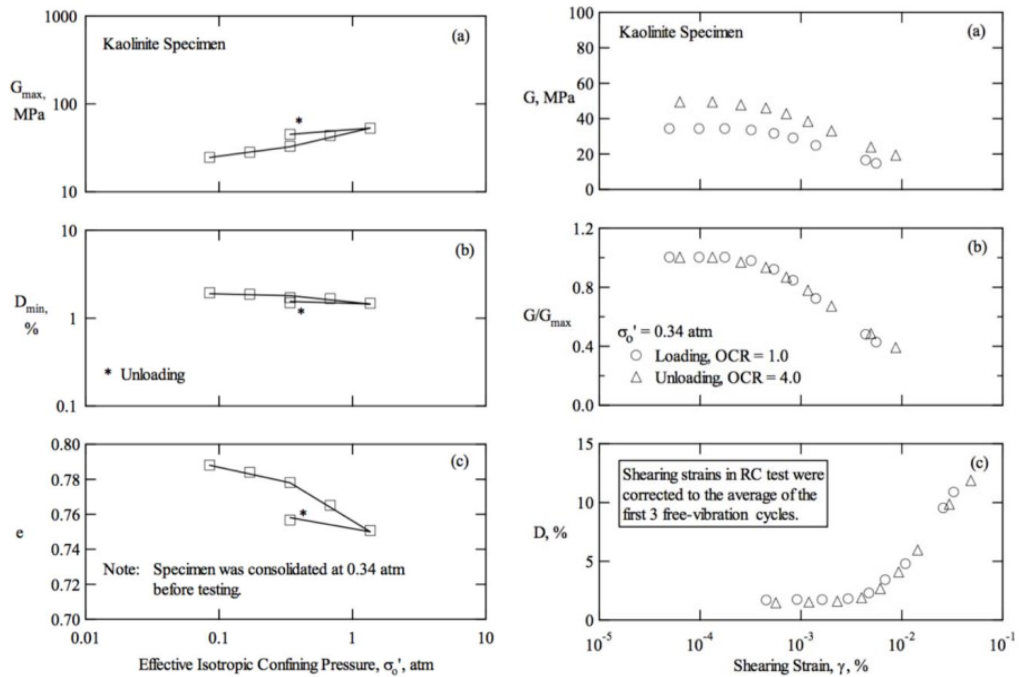 1000
100
10
G_max,
MPa
Kaolinite Specimen
(a)
*
10
1
0.1
D_min,
%
(b)
*
* Unloading
0.80
0.78
0.76
0.74
0.72
0.70
e
(c)
*
Note: Specimen was consolidated at 0.34 atm
before testing.
0.01
0.1
1
10
Effective Isotropic Confining Pressure, σ_o', atm
100
80
60
40
20
0
G, MPa
Kaolinite Specimen
(a)
1.2
0.8
0.4
0.0
G/G_max
(b)
σ_o' = 0.34 atm
Loading, OCR = 1.0
Unloading, OCR = 4.0
15
10
5
0
D, %
(c)
Shearing strains in RC test were
corrected to the average of the
first 3 free-vibration cycles.
10⁻⁵
10⁻⁴
10⁻³
10⁻²
10⁻¹
Shearing Strain, γ, %